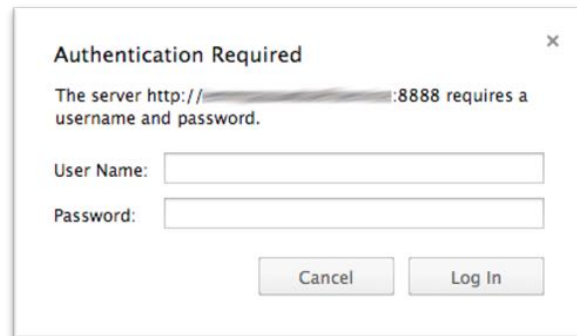 Authentication Required
The server http:// :8888 requires a
username and password.
User Name:
Password:
Cancel
Log In